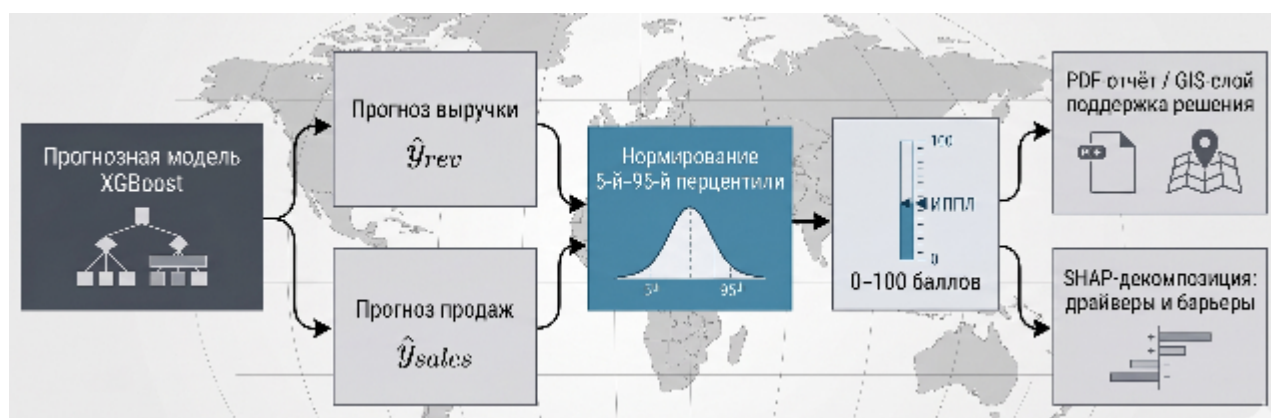 Прогнозная модель
XGBoost
Прогноз выручки
ŷrev
Прогноз продаж
ŷsales
Нормирование
5-й–95-й перцентили
100
ИППЛ
0
0–100 баллов
PDF отчёт / GIS-слой
поддержка решения
SHAP-декомпозиция:
драйверы и барьеры